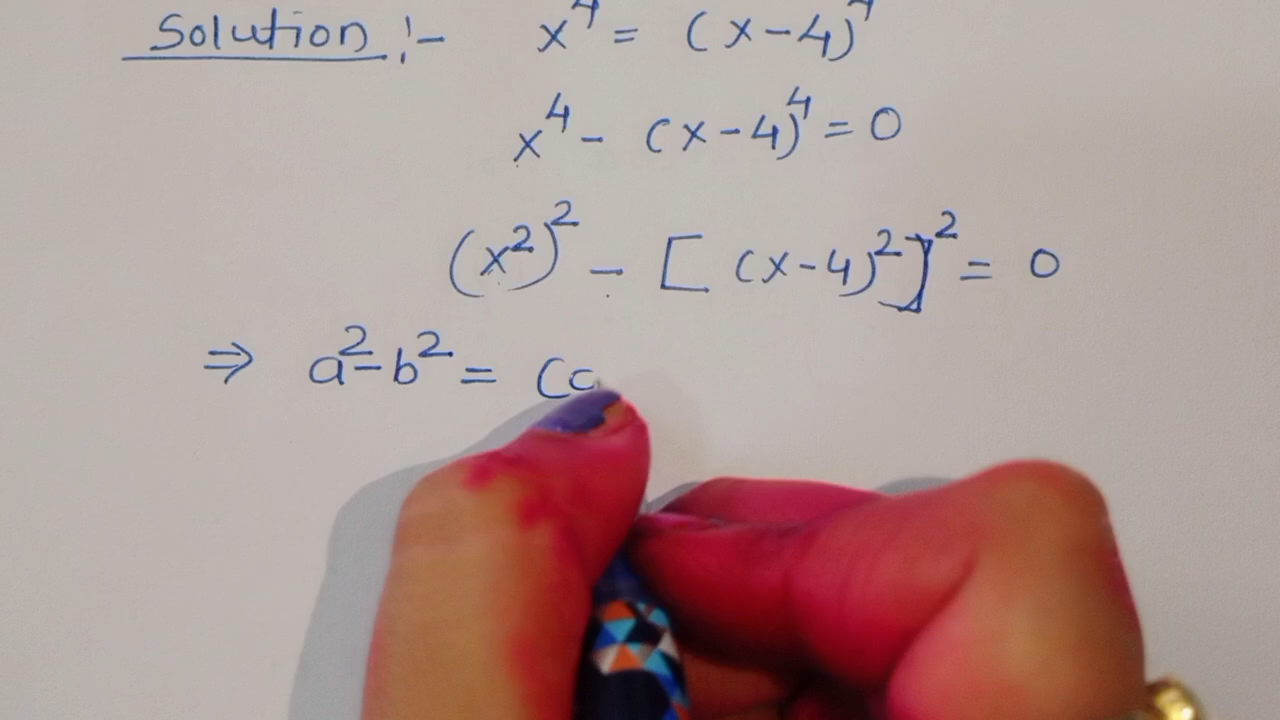 Solution :- x⁴ = (x-4)⁴
x⁴ - (x-4)⁴ = 0
(x²)² - [(x-4)²]² = 0
⇒ a² - b² = (a